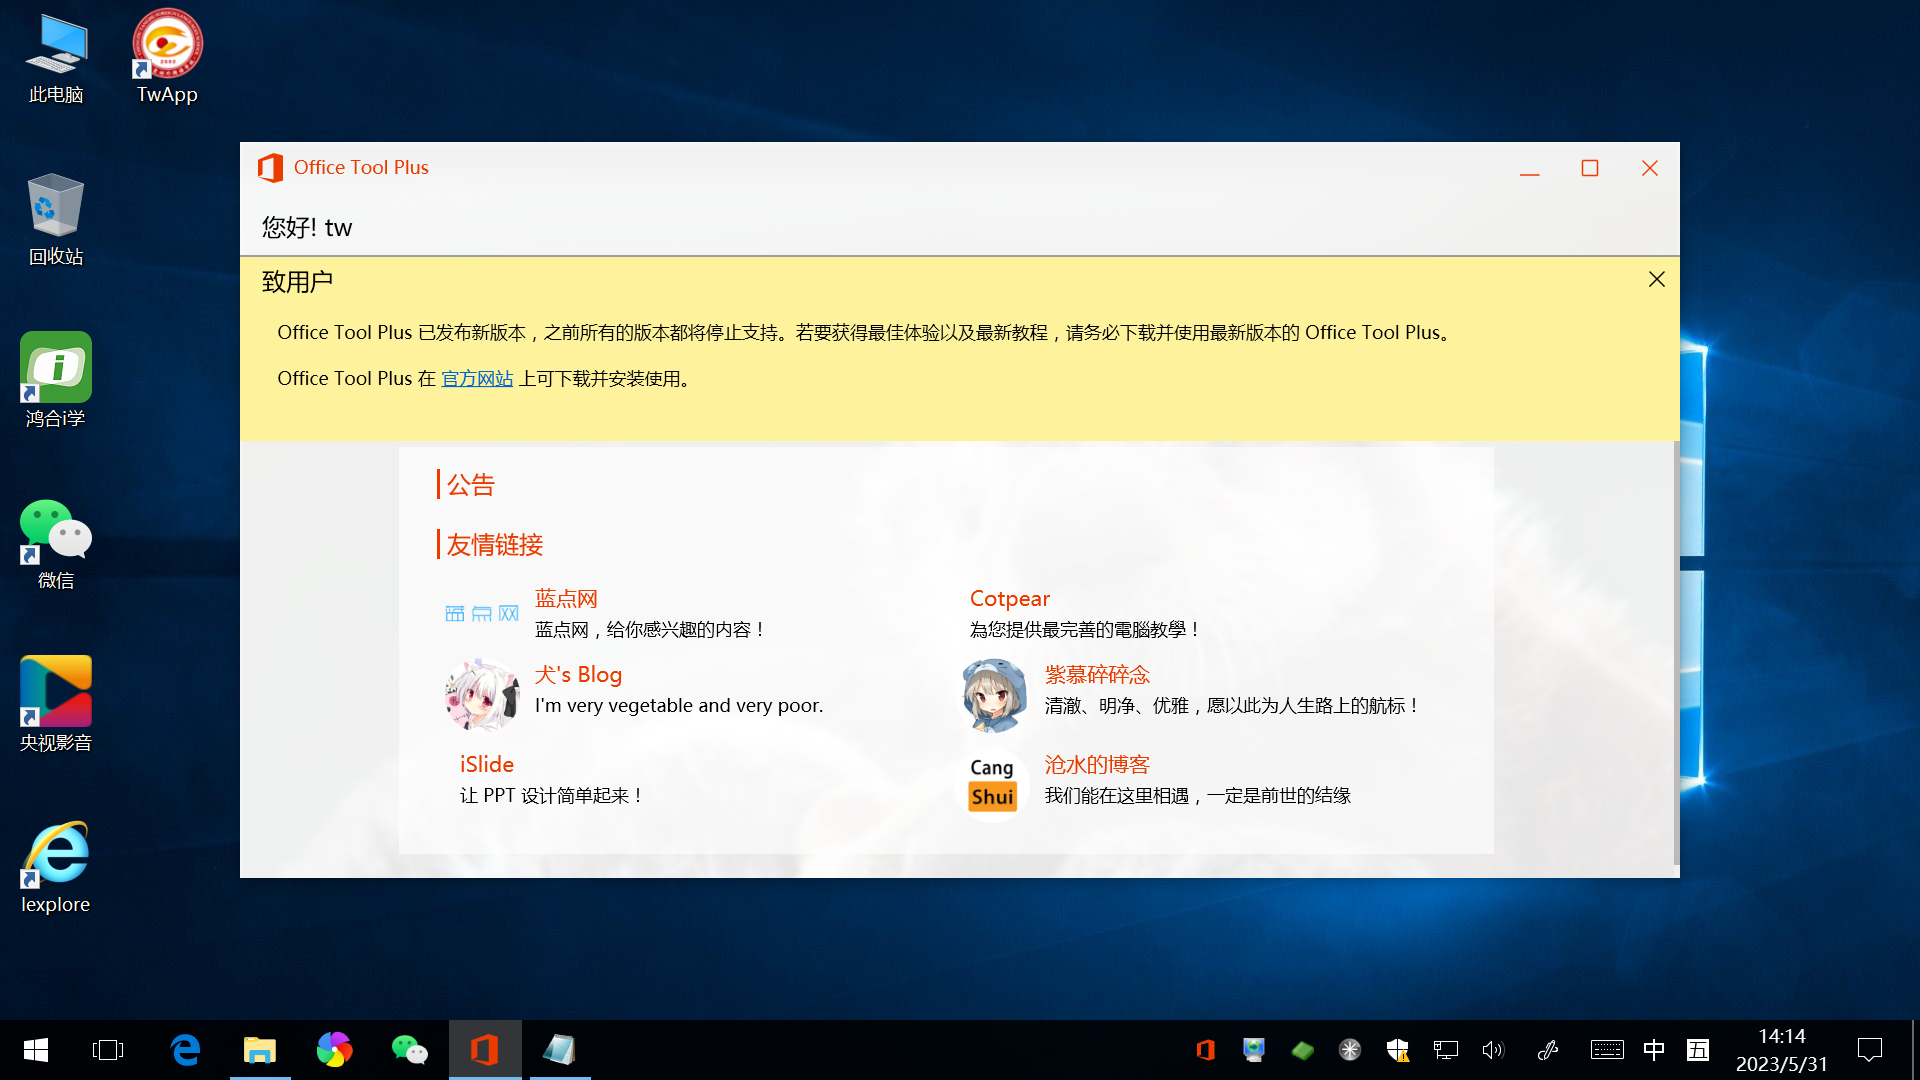 此电脑
TwApp
回收站
鸿合i学
微信
央视影音
Iexplore
Office Tool Plus
您好! tw
致用户
Office Tool Plus 已发布新版本，之前所有的版本都将停止支持。若要获得最佳体验以及最新教程，请务必下载并使用最新版本的 Office Tool Plus。
Office Tool Plus 在 官方网站 上可下载并安装使用。
公告
友情链接
蓝点网
蓝点网
蓝点网，给你感兴趣的内容！
Cotpear
為您提供最完善的電腦教學！
犬's Blog
I'm very vegetable and very poor.
紫慕碎碎念
清澈、明净、优雅，愿以此为人生路上的航标！
iSlide
让 PPT 设计简单起来！
Cang
Shui
沧水的博客
我们能在这里相遇，一定是前世的结缘
中
五
14:14
2023/5/31